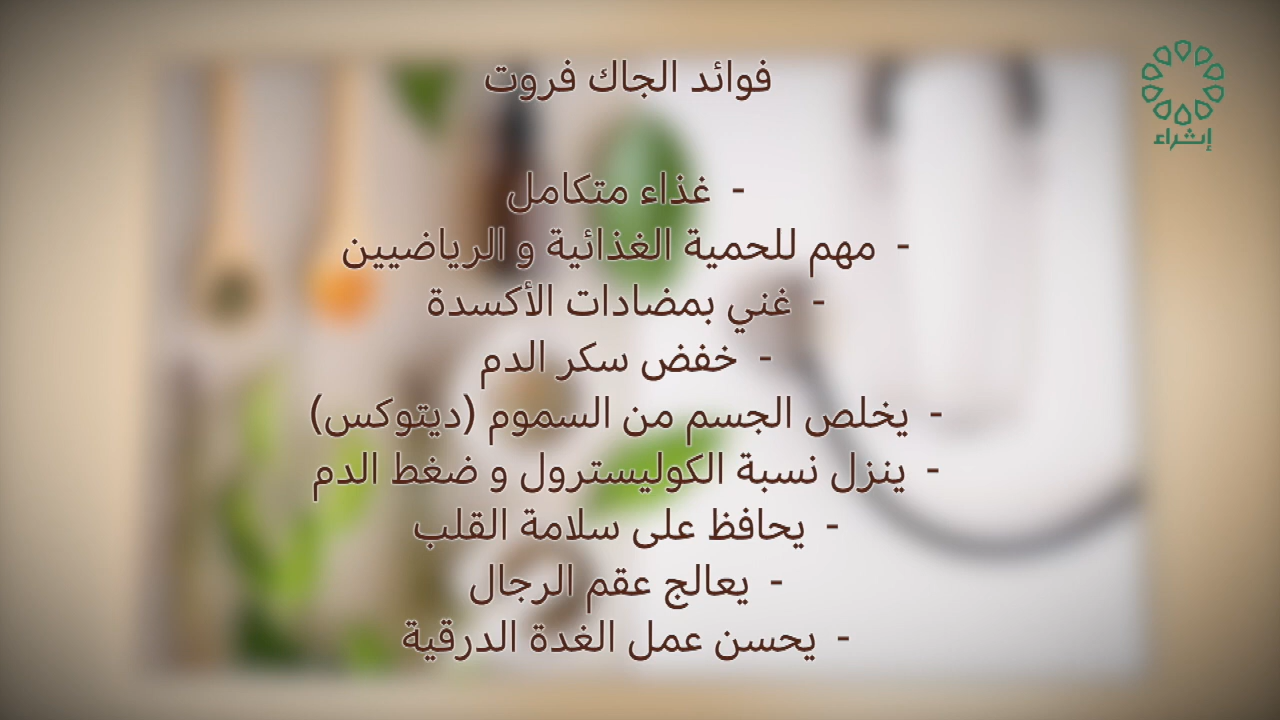 فوائد الجاك فروت
إثراء
- غذاء متكامل
- مهم للحمية الغذائية و الرياضيين
- غني بمضادات الأكسدة
- خفض سكر الدم
- يخلص الجسم من السموم (ديتوكس)
- ينزل نسبة الكوليسترول و ضغط الدم
- يحافظ على سلامة القلب
- يعالج عقم الرجال
- يحسن عمل الغدة الدرقية